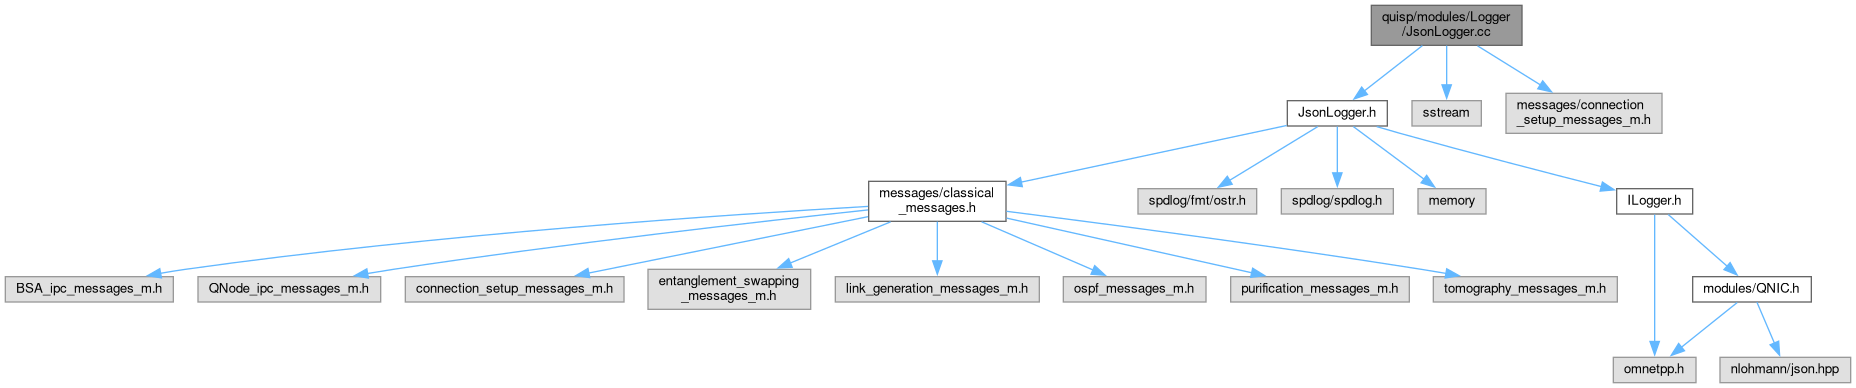 quisp/modules/Logger
/JsonLogger.cc
JsonLogger.h
sstream
messages/connection
_setup_messages_m.h
messages/classical
_messages.h
spdlog/fmt/ostr.h
spdlog/spdlog.h
memory
ILogger.h
BSA_ipc_messages_m.h
QNode_ipc_messages_m.h
connection_setup_messages_m.h
entanglement_swapping
_messages_m.h
link_generation_messages_m.h
ospf_messages_m.h
purification_messages_m.h
tomography_messages_m.h
modules/QNIC.h
omnetpp.h
nlohmann/json.hpp